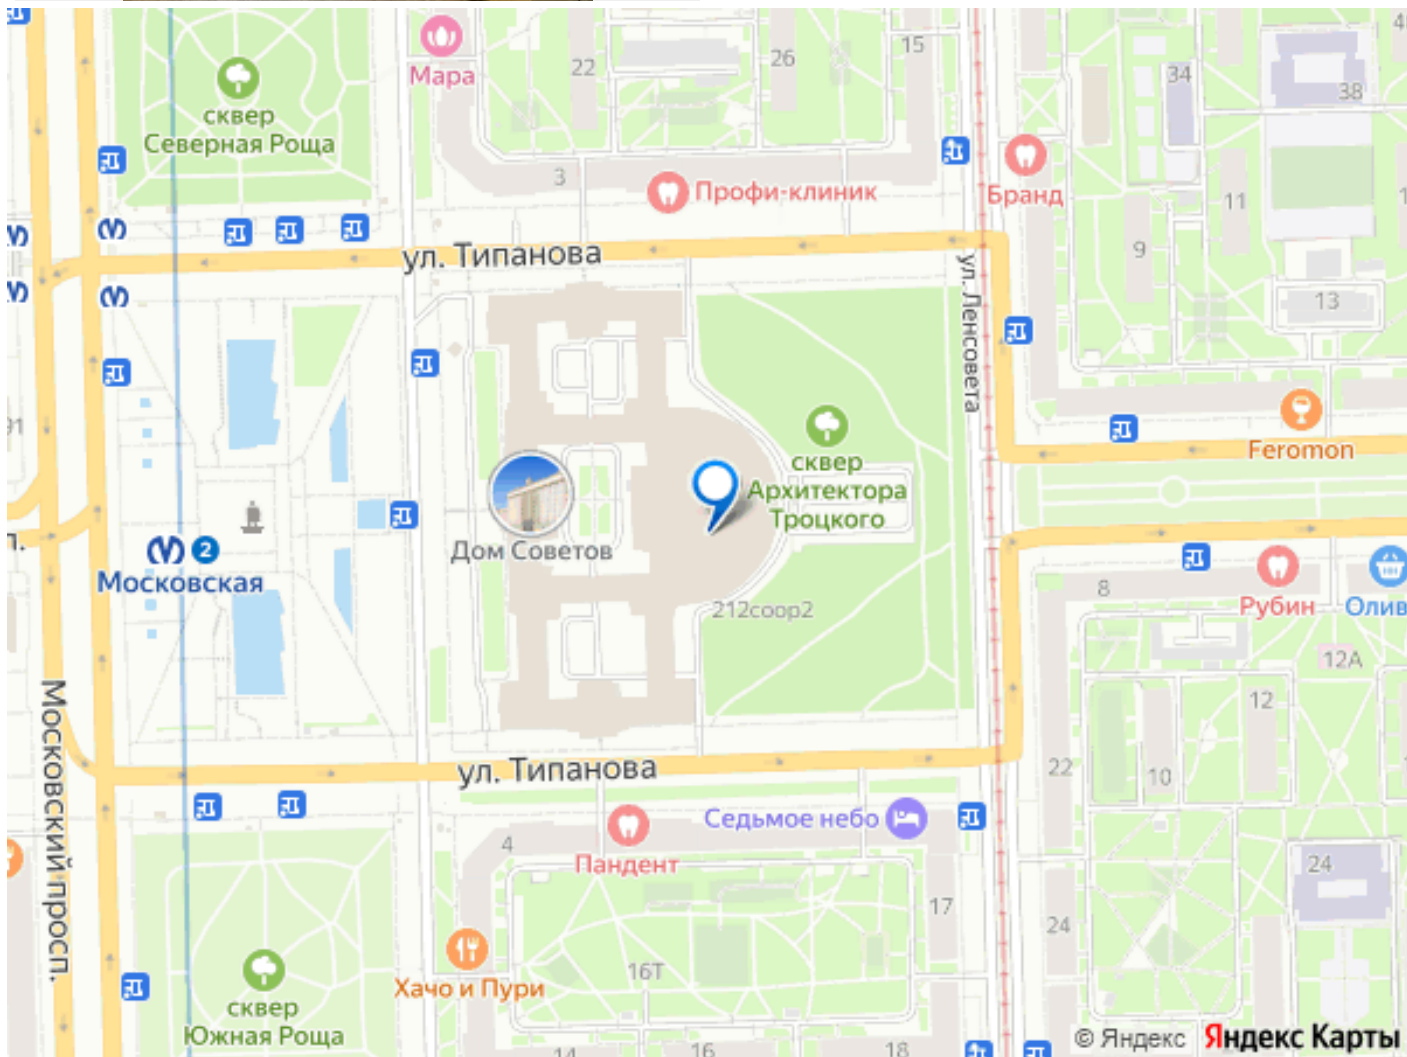 Мара
22
26
15
34
38
сквер
Северная Роща
3
Профи-клиник
Бранд
11
9
ул. Типанова
ул. Ленсовета
13
Feromon
сквер
Архитектора
Троцкого
Дом Советов
2
Московская
212соор2
8
Рубин
Олив
12А
12
10
22
Московский просп.
ул. Типанова
Седьмое небо
4
Пандент
24
17
24
Хачо и Пури
16Т
сквер
Южная Роща
14
16
18
© Яндекс Яндекс Карты